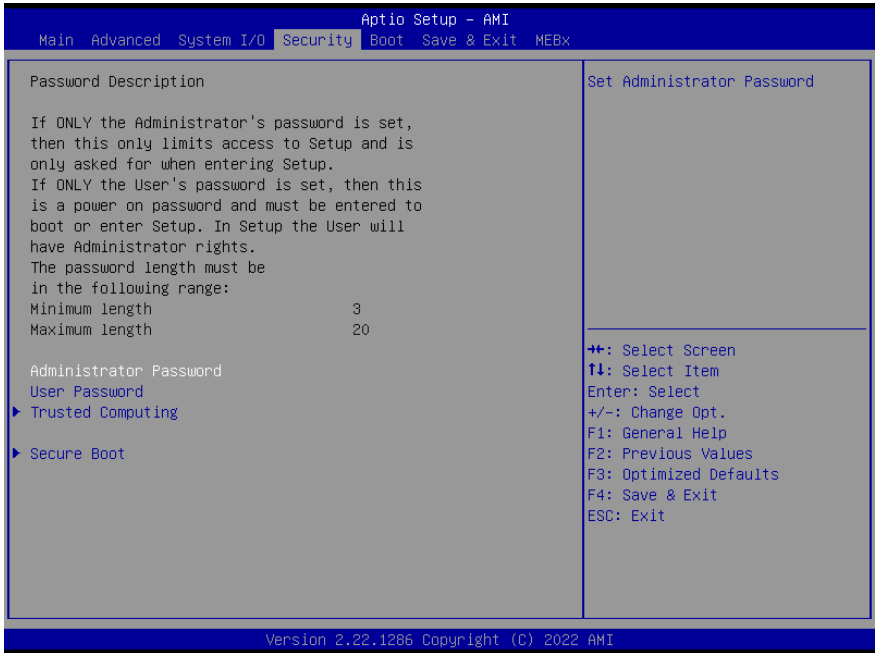 Aptio Setup – AMI
Main Advanced System I/O Security Boot Save & Exit MEBx
Password Description
If ONLY the Administrator's password is set,
then this only limits access to Setup and is
only asked for when entering Setup.
If ONLY the User's password is set, then this
is a power on password and must be entered to
boot or enter Setup. In Setup the User will
have Administrator rights.
The password length must be
in the following range:
Minimum length 3
Maximum length 20
Administrator Password
User Password
Trusted Computing
Secure Boot
Set Administrator Password
→←: Select Screen
↑↓: Select Item
Enter: Select
+/-: Change Opt.
F1: General Help
F2: Previous Values
F3: Optimized Defaults
F4: Save & Exit
ESC: Exit
Version 2.22.1286 Copyright (C) 2022 AMI